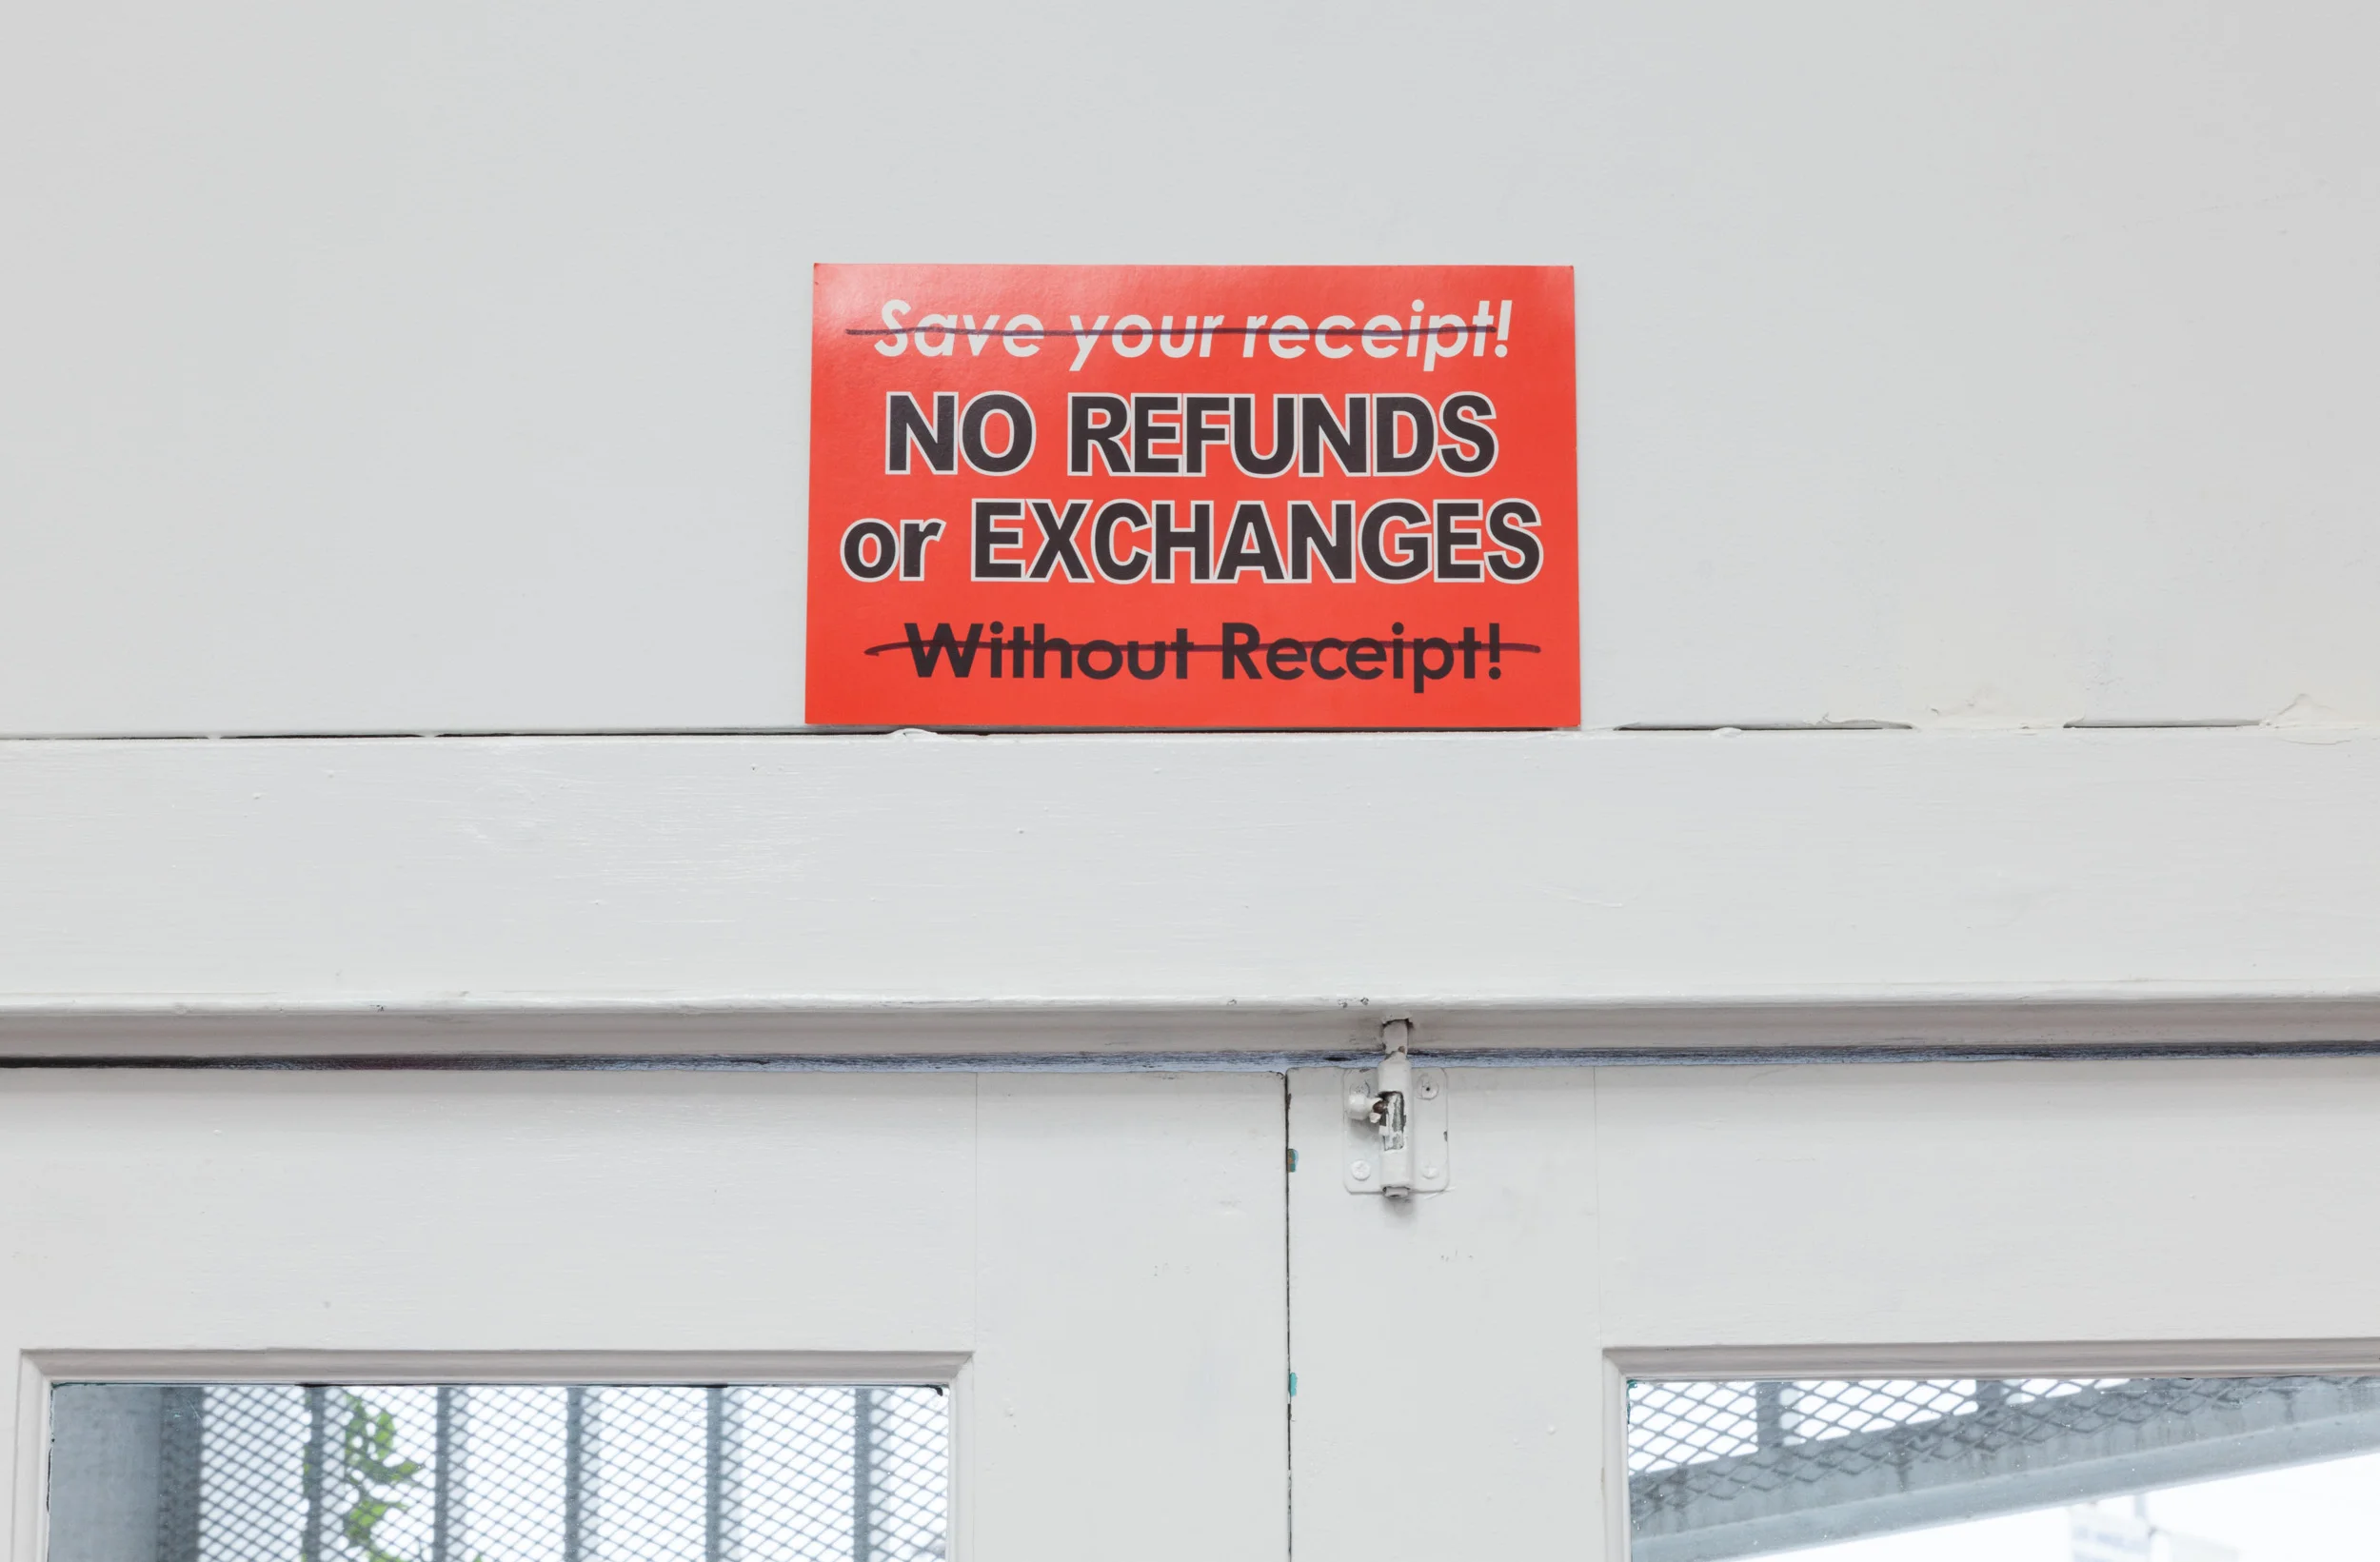 Save your receipt!
NO REFUNDS
or EXCHANGES
Without Receipt!